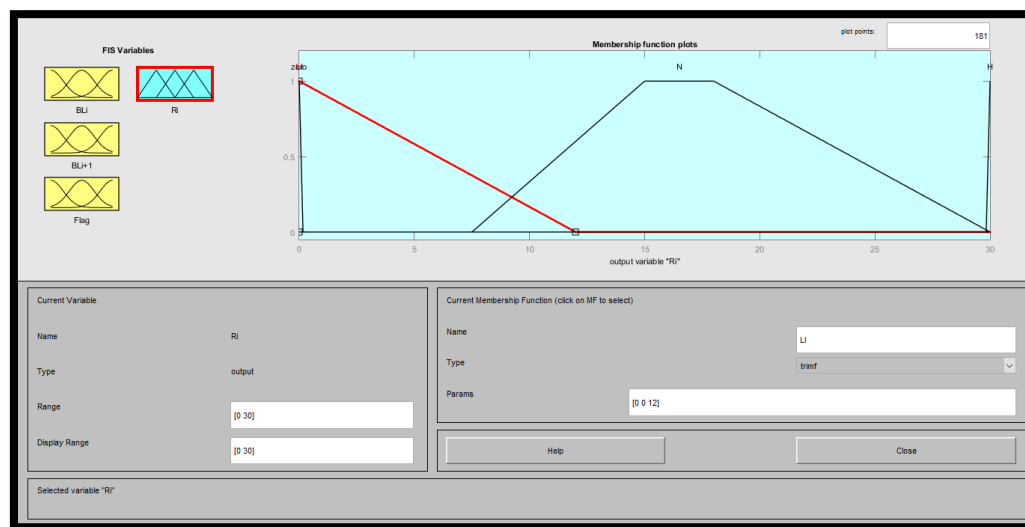 plot points:
181
FIS Variables
Membership function plots
zero
N
H
BLi
Ri
BLi+1
Flag
1
0.5
0
0
5
10
15
20
25
30
output variable "Ri"
Current Variable
Current Membership Function (click on MF to select)
Name
Ri
Name
LI
Type
output
Type
trimf
Range
[0 30]
Params
[0 0 12]
Display Range
[0 30]
Help
Close
Selected variable "Ri"